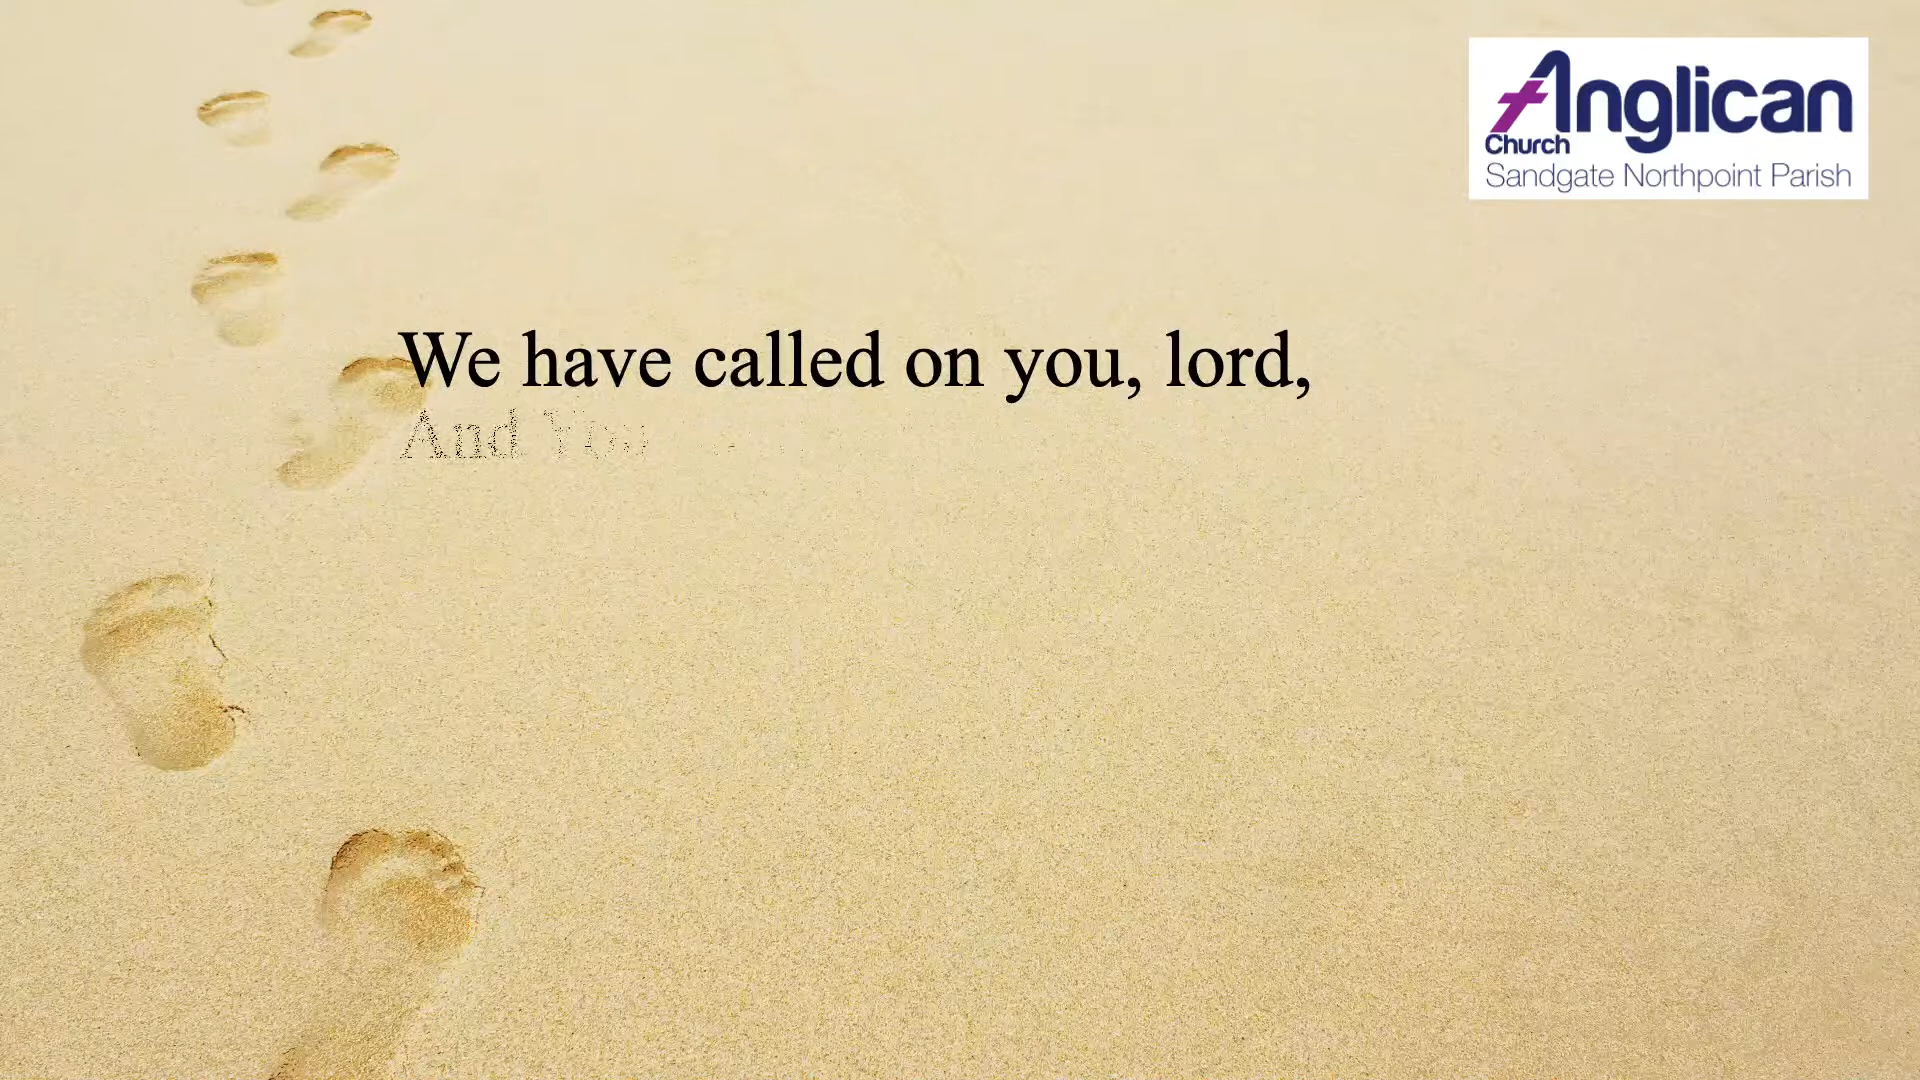 Anglican
Church
Sandgate Northpoint Parish
We have called on you, lord,
And You